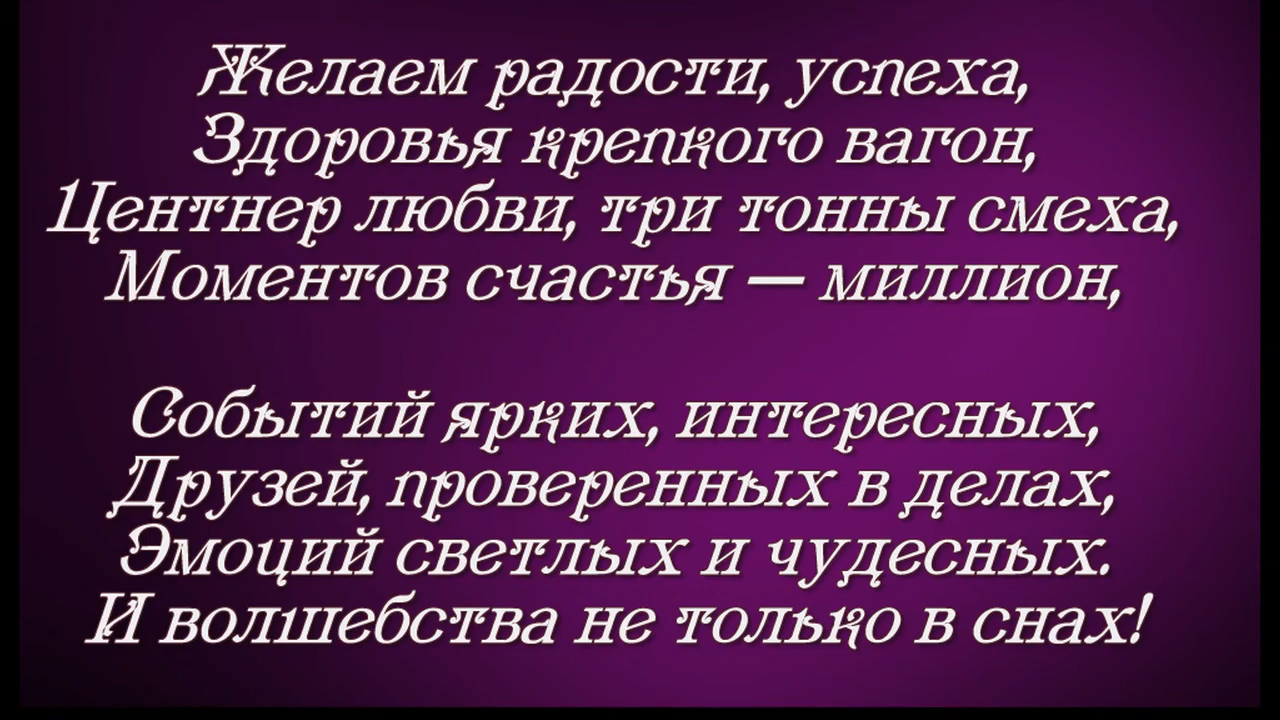 Желаем радости, успеха,
Здоровья крепкого вагон,
Центнер любви, три тонны смеха,
Моментов счастья — миллион,
Событий ярких, интересных,
Друзей, проверенных в делах,
Эмоций светлых и чудесных.
И волшебства не только в снах!